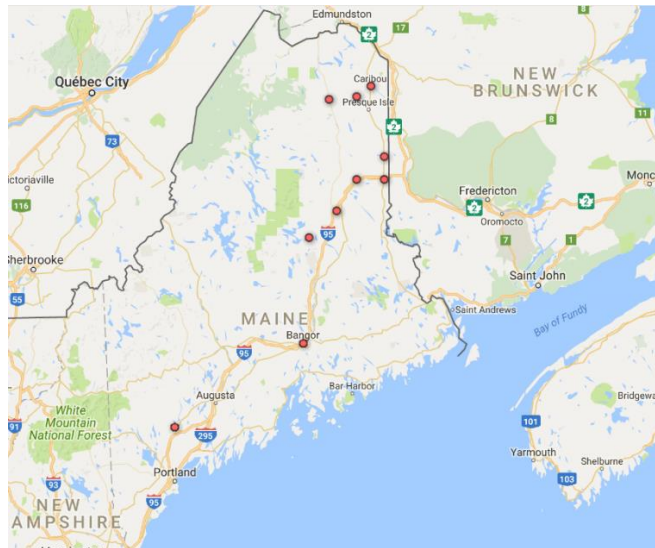 Edmundston
2
17
Québec City
Caribou
Presque Isle
NEW
BRUNSWICK
8
11
2
73
ictoriaville
116
Fredericton
Oromocto
2
Monc
95
7
1
Sherbrooke
55
Saint John
Saint Andrews
Bay of Fundy
MAINE
Bangor
95
Bar Harbor
Augusta
White
Mountain
National Forest
91
295
101
Bridgewa
Yarmouth
Shelburne
103
Portland
93
95
NEW
AMPSHIRE